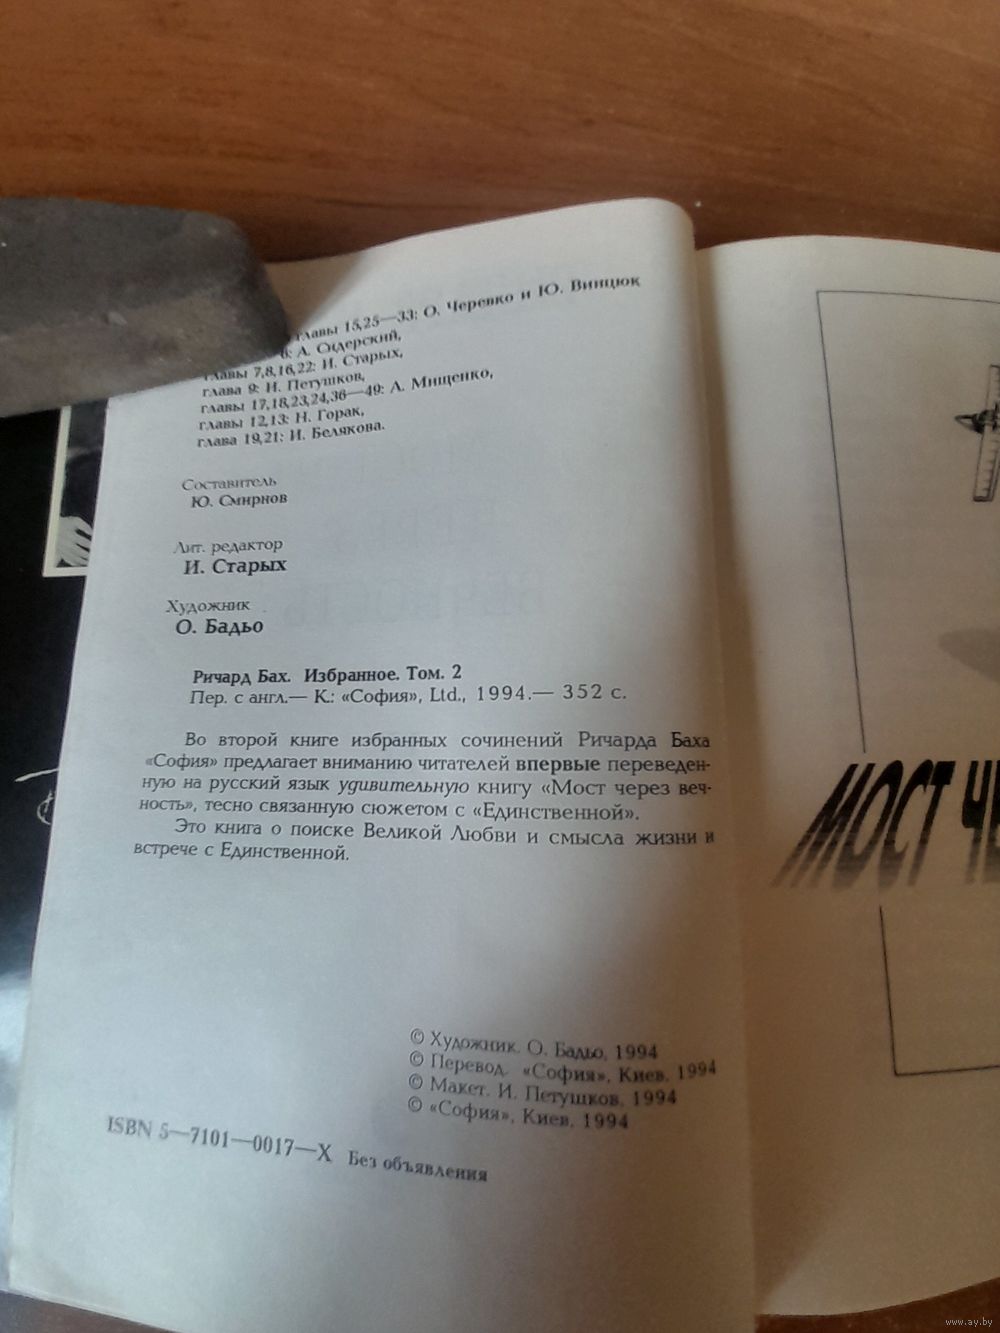 главы 15,25—33: О. Черевко и Ю. Винцюк
6: А. Сидерский,
главы 7,8,16,22: И. Старых,
глава 9: И. Петушков,
главы 17,18,23,24,36—49: А. Мищенко,
главы 12,13: Н. Горак,
глава 19,21: И. Белякова.
Составитель
Ю. Смирнов
Лит. редактор
И. Старых
Художник
О. Бадьо
Ричард Бах. Избранное. Том. 2
Пер. с англ.— К.: «София», Ltd., 1994.— 352 с.
Во второй книге избранных сочинений Ричарда Баха
«София» предлагает вниманию читателей впервые переведен-
ную на русский язык удивительную книгу «Мост через веч-
ность», тесно связанную сюжетом с «Единственной».
Это книга о поиске Великой Любви и смысла жизни и
встрече с Единственной.
© Художник. О. Бадьо, 1994
© Перевод. «София», Киев, 1994
© Макет. И. Петушков, 1994
© «София», Киев, 1994
ISBN 5—7101—0017—X Без объявления
МОСТ ЧЕ
www.ay.by